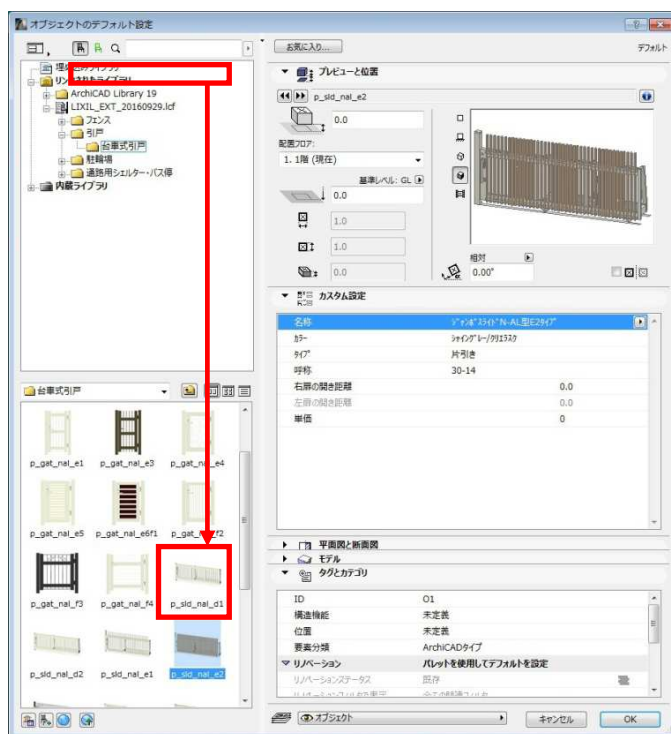 オブジェクトのデフォルト設定
お気に入り...
デフォルト
リンクされたライブラリ
ArchiCAD Library 19
LIXIL_EXT_20160929.lcf
フェンス
引戸
台車式引戸
駐輪場
通路用シェルター・バス停
内蔵ライブラリ
台車式引戸
p_gat_nal_e1
p_gat_nal_e3
p_gat_nal_e4
p_gat_nal_e5
p_gat_nal_e6f1
p_gat_nal_f3
p_gat_nal_f4
p_sld_nal_d1
p_sld_nal_d2
p_sld_nal_e1
p_sld_nal_e2
プレビューと位置
p_sld_nal_e2
0.0
配置フロア:
1. 1階 (現在)
基準レベル: GL
0.0
1.0
1.0
0.0
相対
0.00°
カスタム設定
名称
カラー
タイプ 片引き
呼称 30-14
右扉の開き距離 0.0
左扉の開き距離 0.0
単価 0
平面図と断面図
モデル
タグとカテゴリ
ID 01
構造機能 未定義
位置 未定義
要素分類 ArchiCADタイプ
リノベーション パレットを使用してデフォルトを設定
リノベーションステータス 既存
オブジェクト
キャンセル
OK